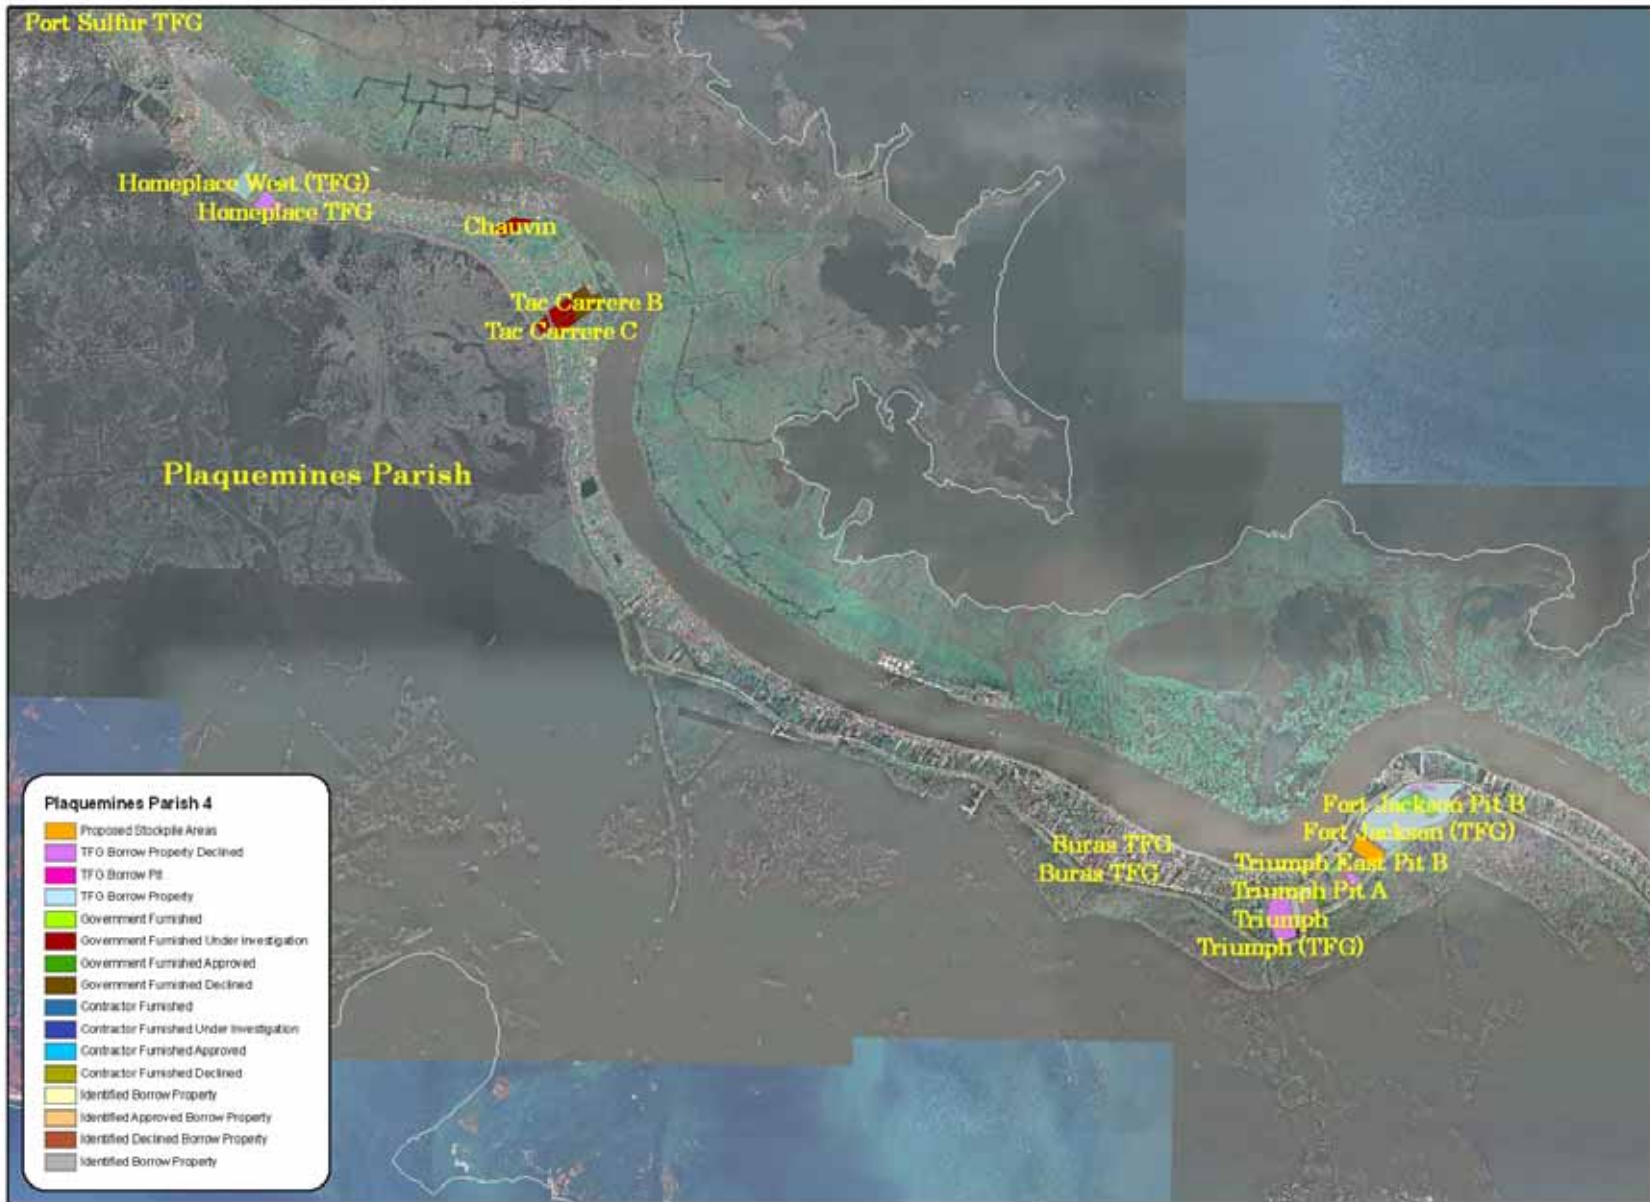 Port Sulfur TFG
Homeplace West (TFG)
Homeplace TFG
Chauvin
Tac Carrere B
Tac Carrere C
Plaquemines Parish
Fort Jackson Pit B
Fort Jackson (TFG)
Buras TFG
Triumph East Pit B
Buras TFG
Triumph Pit A
Triumph
Triumph (TFG)
Plaquemines Parish 4
Proposed Stockpile Areas
TFG Borrow Property Declined
TFG Borrow Pit
TFG Borrow Property
Government Furnished
Government Furnished Under Investigation
Government Furnished Approved
Government Furnished Declined
Contractor Furnished
Contractor Furnished Under Investigation
Contractor Furnished Approved
Contractor Furnished Declined
Identified Borrow Property
Identified Approved Borrow Property
Identified Declined Borrow Property
Identified Borrow Property